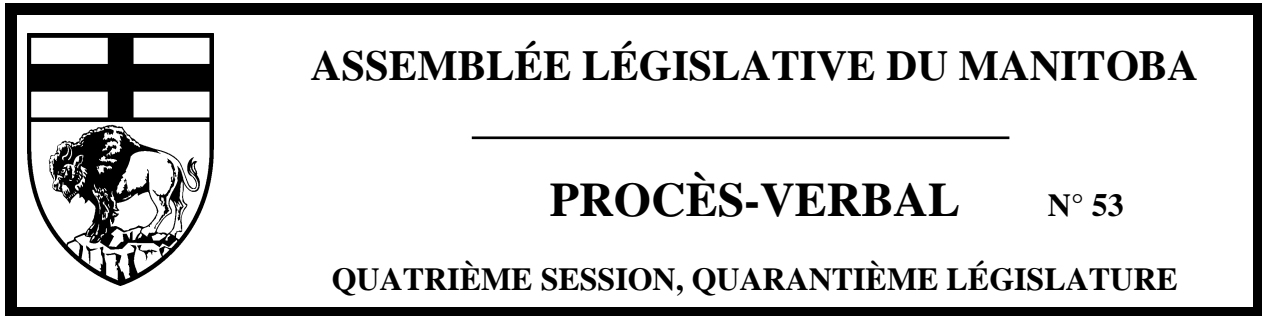 ASSEMBLÉE LÉGISLATIVE DU MANITOBA
PROCÈS-VERBAL N° 53
QUATRIÈME SESSION, QUARANTIÈME LÉGISLATURE